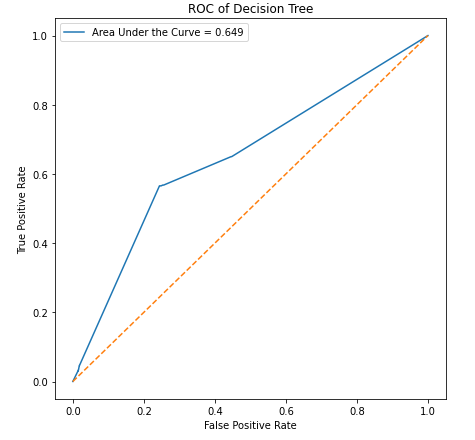 ROC of Decision Tree
Area Under the Curve = 0.649
True Positive Rate
1.0
0.8
0.6
0.4
0.2
0.0
0.0 0.2 0.4 0.6 0.8 1.0
False Positive Rate